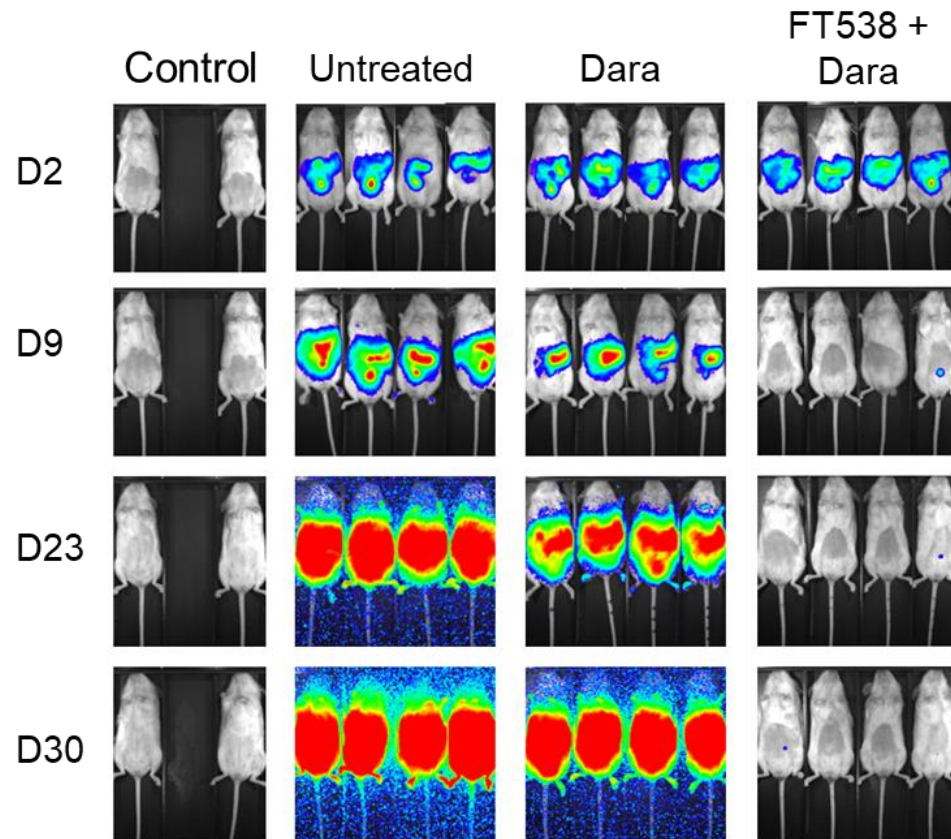 Control
Untreated
Dara
FT538 +
Dara
D2
D9
D23
D30